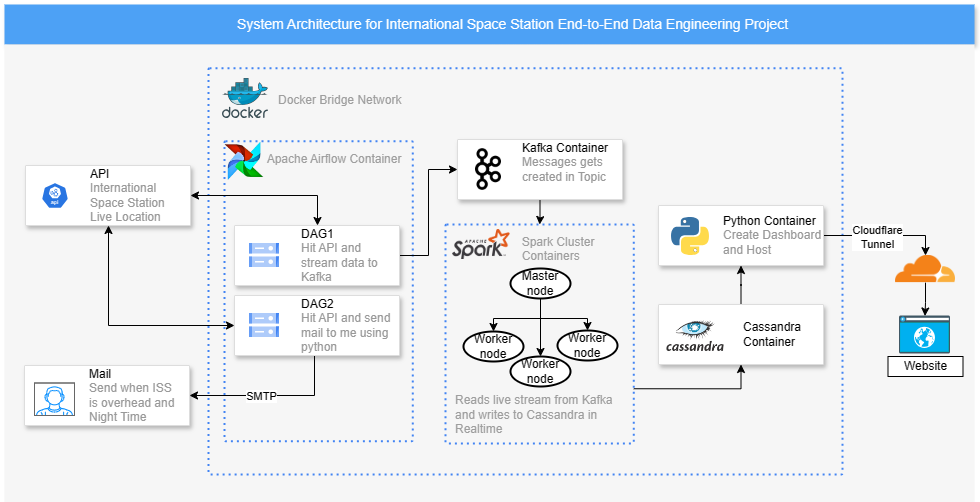 System Architecture for International Space Station End-to-End Data Engineering Project
docker
Docker Bridge Network
Apache Airflow Container
API
International
Space Station
Live Location
api
DAG1
Hit API and
stream data to
Kafka
DAG2
Hit API and send
mail to me using
python
Mail
Send when ISS
is overhead and
Night Time
SMTP
Kafka Container
Messages gets
created in Topic
APACHE
Spark
Spark Cluster
Containers
Master
node
Worker
node
Worker
node
Worker
node
Reads live stream from Kafka
and writes to Cassandra in
Realtime
Python Container
Create Dashboard
and Host
cassandra
Cassandra
Container
Cloudflare
Tunnel
Website